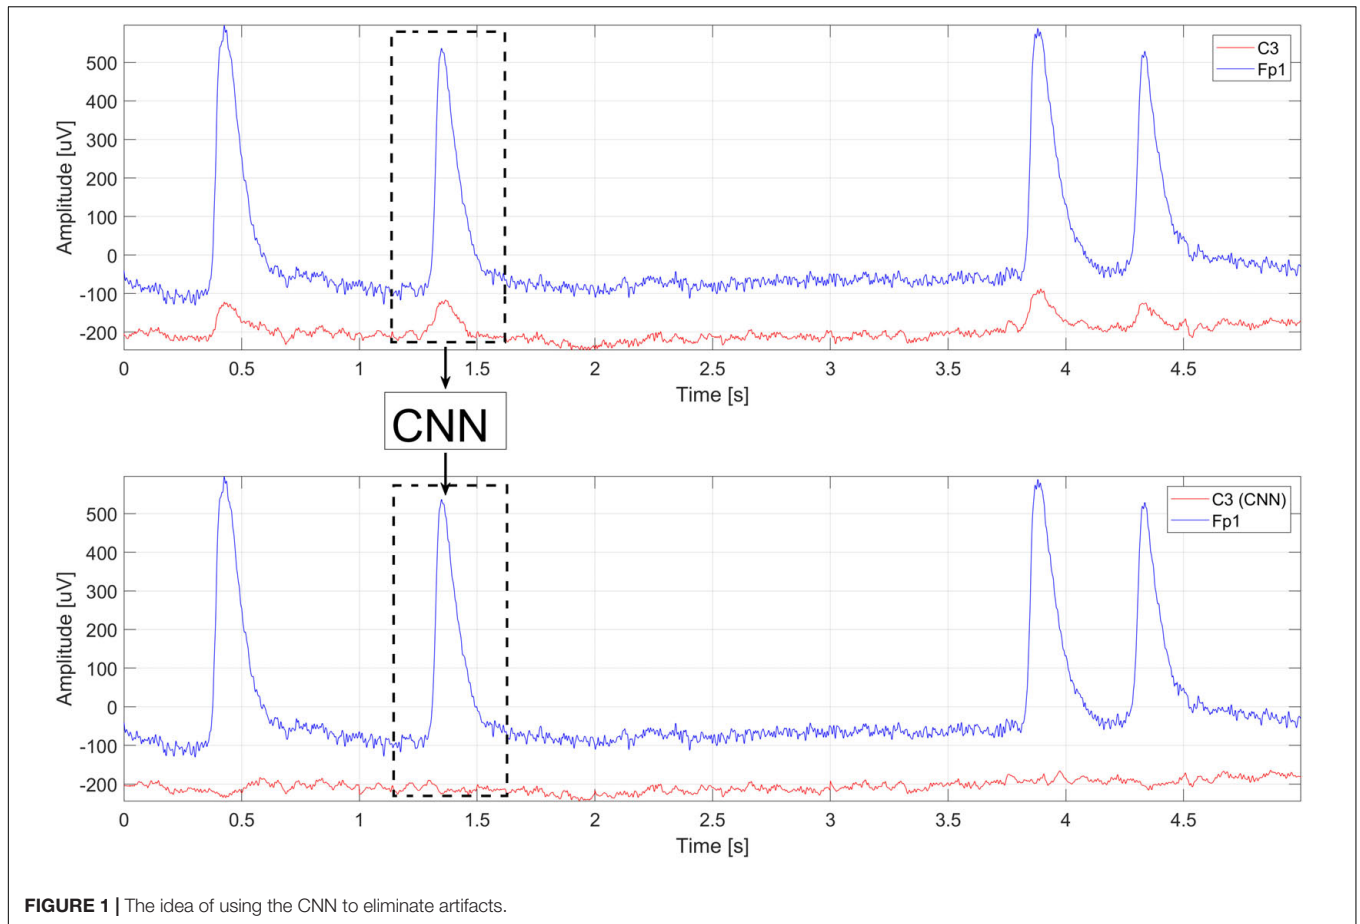 C3
Fp1
Amplitude [uV]
500
400
300
200
100
0
-100
-200
0 0.5 1 1.5 2 2.5 3 3.5 4 4.5
Time [s]
CNN
C3 (CNN)
Fp1
Amplitude [uV]
500
400
300
200
100
0
-100
-200
0 0.5 1 1.5 2 2.5 3 3.5 4 4.5
Time [s]
FIGURE 1 | The idea of using the CNN to eliminate artifacts.